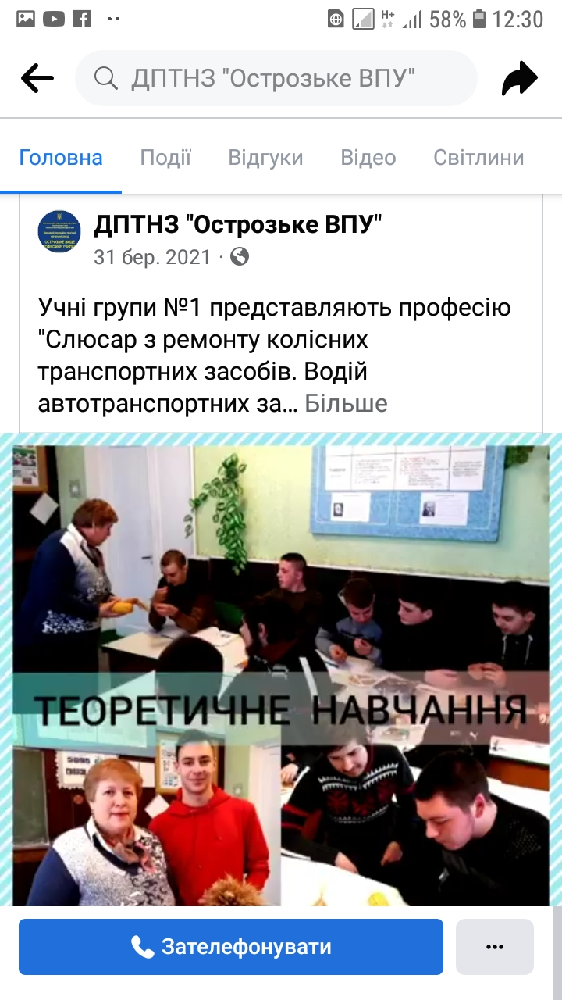 58% 12:30
ДПТНЗ "Острозьке ВПУ"
Головна Події Відгуки Відео Світлини
ДПТНЗ "Острозьке ВПУ"
31 бер. 2021 ·
Учні групи №1 представляють професію
"Слюсар з ремонту колісних
транспортних засобів. Водій
автотранспортних за... Більше
ТЕОРЕТИЧНЕ НАВЧАННЯ
Зателефонувати